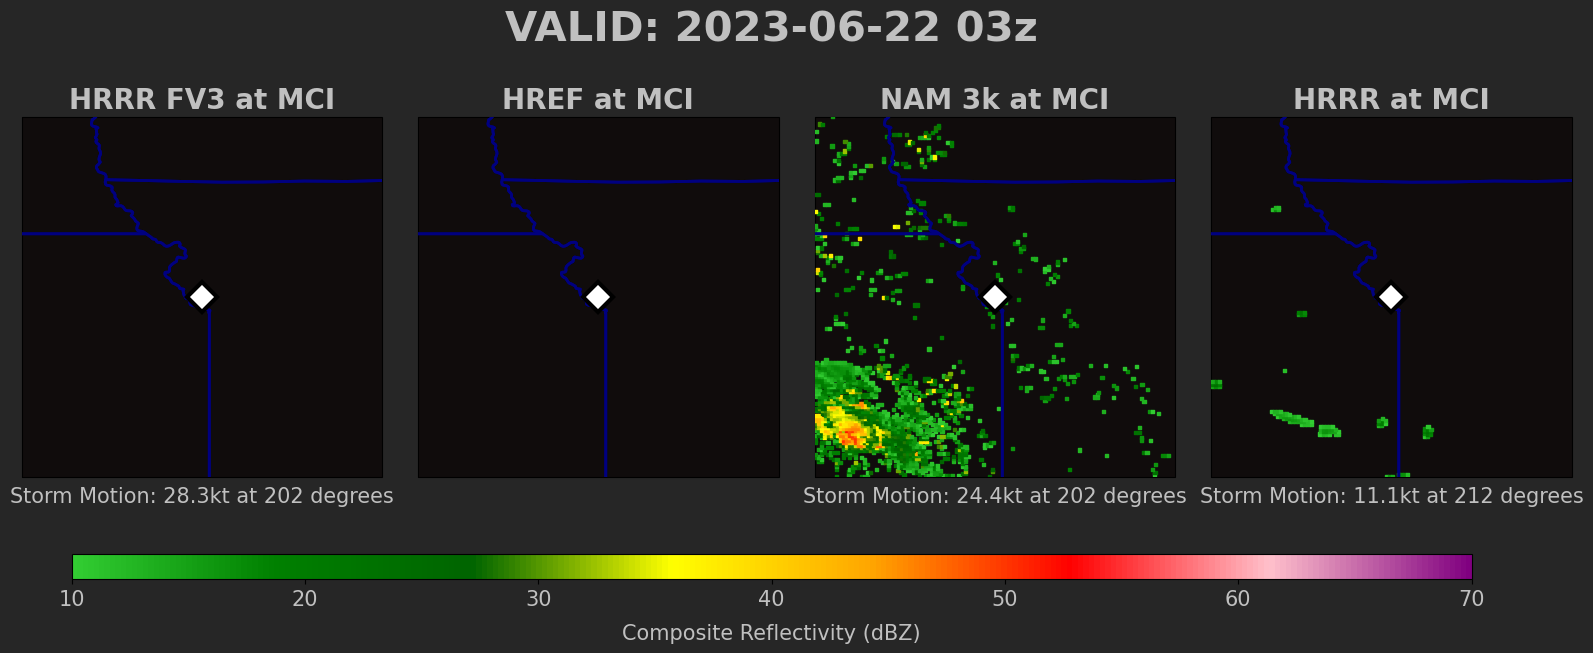 VALID: 2023-06-22 03z
HRRR FV3 at MCI
HREF at MCI
NAM 3k at MCI
HRRR at MCI
Storm Motion: 28.3kt at 202 degrees
Storm Motion: 24.4kt at 202 degrees
Storm Motion: 11.1kt at 212 degrees
10 20 30 40 50 60 70
Composite Reflectivity (dBZ)